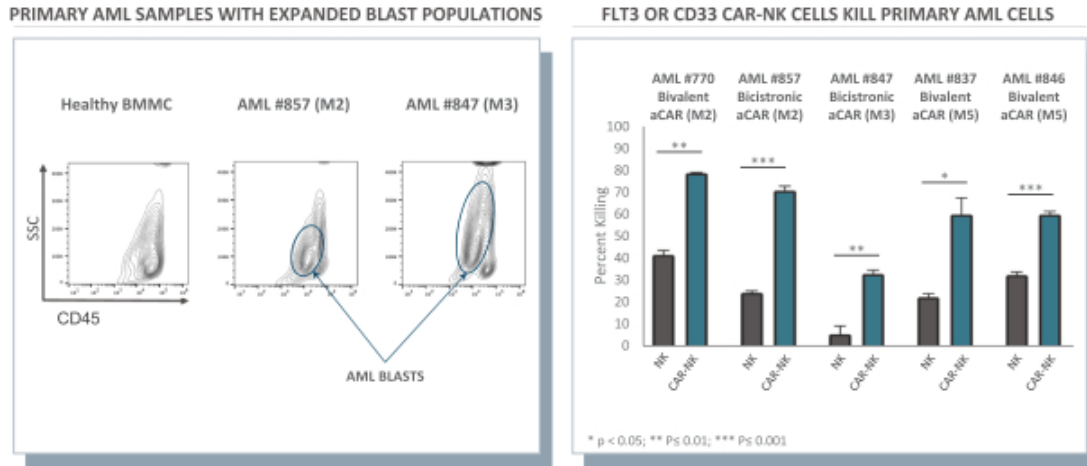 PRIMARY AML SAMPLES WITH EXPANDED BLAST POPULATIONS
Healthy BMMC
AML #857 (M2)
AML #847 (M3)
SSC
CD45
AML BLASTS
FLT3 OR CD33 CAR-NK CELLS KILL PRIMARY AML CELLS
AML #770
Bivalent
aCAR (M2)
AML #857
Bicistronic
aCAR (M2)
AML #847
Bicistronic
aCAR (M3)
AML #837
Bivalent
aCAR (M5)
AML #846
Bivalent
aCAR (M5)
Percent Killing
100
90
80
70
60
50
40
30
20
10
0
**
***
**
*
***
NK
CAR-NK
NK
CAR-NK
NK
CAR-NK
NK
CAR-NK
NK
CAR-NK
* p < 0.05; ** P≤ 0.01; *** P≤ 0.001